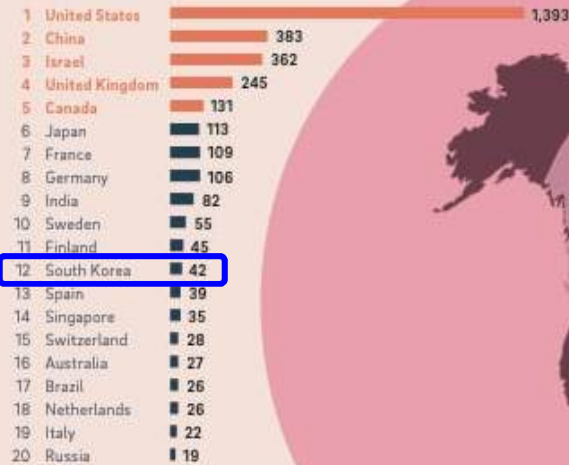 1 United States 1,393
2 China 383
3 Israel 362
4 United Kingdom 245
5 Canada 131
6 Japan 113
7 France 109
8 Germany 106
9 India 82
10 Sweden 55
11 Finland 45
12 South Korea 42
13 Spain 39
14 Singapore 35
15 Switzerland 28
16 Australia 27
17 Brazil 26
18 Netherlands 26
19 Italy 22
20 Russia 19